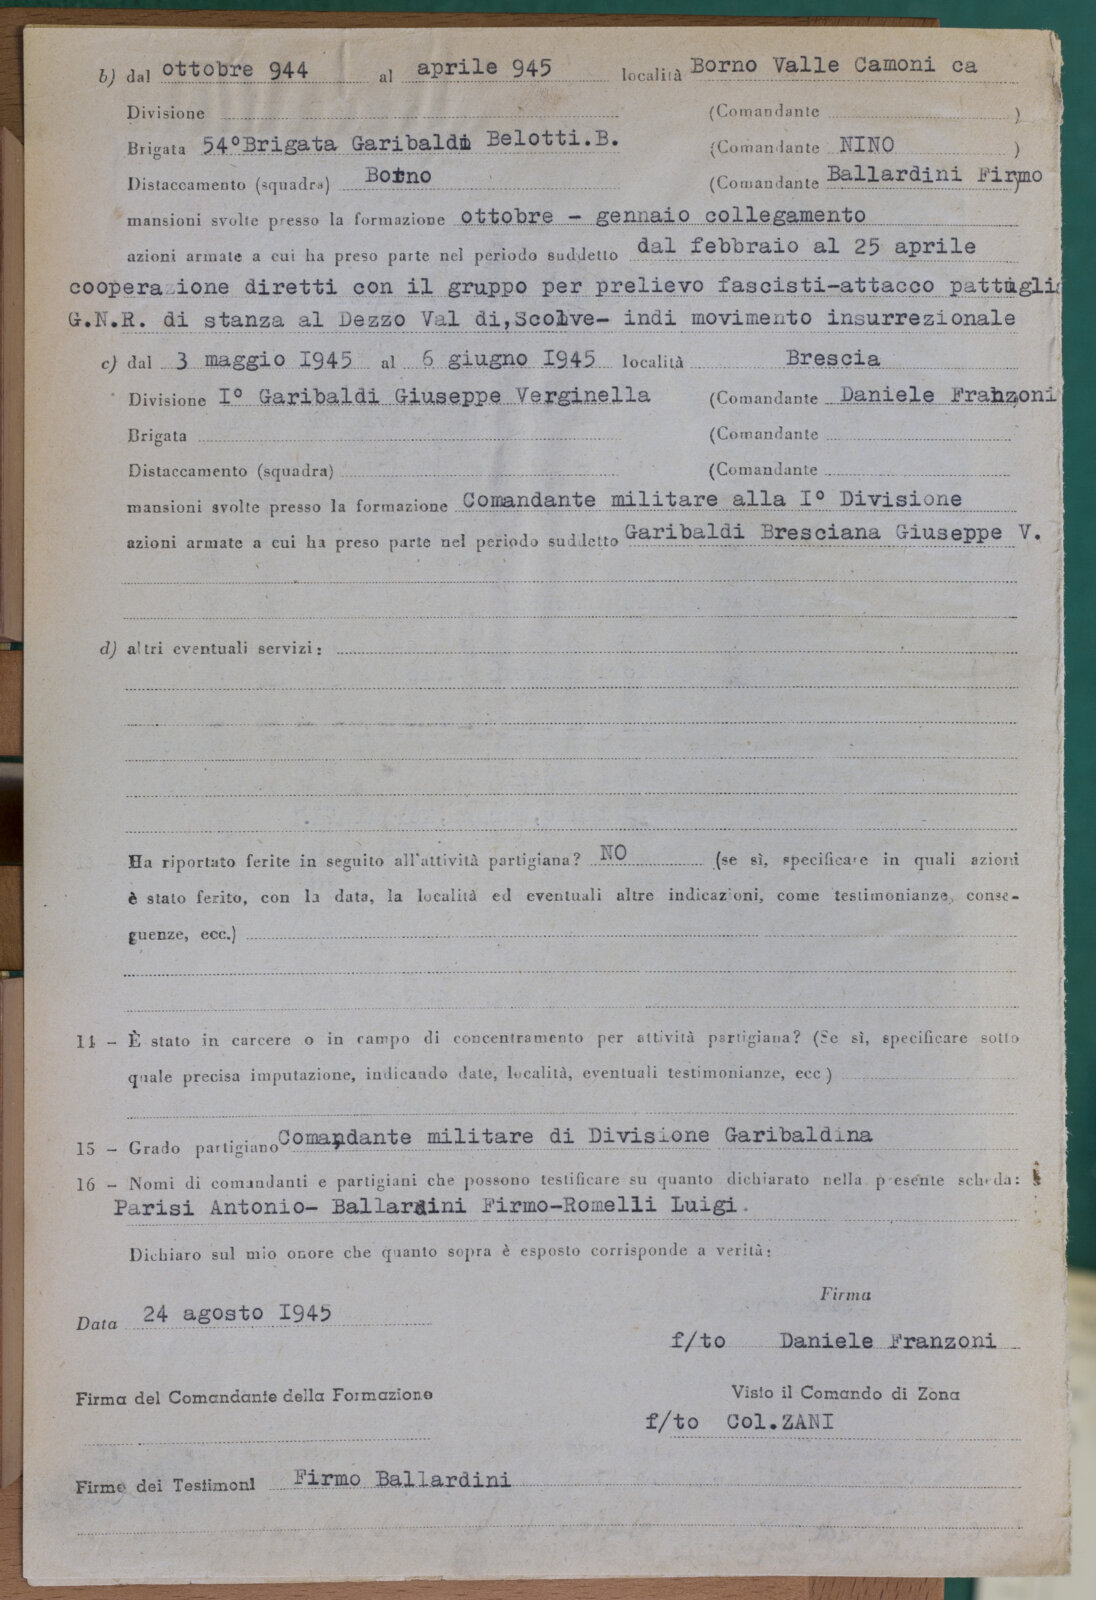 b) dal ottobre 944 al aprile 945 località Borno Valle Camoni ca
Divisione (Comandante )
Brigata 54°Brigata Garibaldi Belotti.B. (Comandante NINO )
Distaccamento (squadra) Borno (Comandante Ballardini Firmo )
mansioni svolte presso la formazione ottobre - gennaio collegamento
azioni armate a cui ha preso parte nel periodo suddetto dal febbraio al 25 aprile
cooperazione diretti con il gruppo per prelievo fascisti-attacco pattuglia
G.N.R. di stanza al Dezzo Val di,Scolve- indi movimento insurrezionale
c) dal 3 maggio I945 al 6 giugno I945 località Brescia
Divisione I° Garibaldi Giuseppe Verginella (Comandante Daniele Franzoni
Brigata (Comandante
Distaccamento (squadra) (Comandante
mansioni svolte presso la formazione Comandante militare alla I° Divisione
azioni armate a cui ha preso parte nel periodo suddetto Garibaldi Bresciana Giuseppe V.
d) altri eventuali servizi:
Ha riportato ferite in seguito all'attività partigiana? NO (se sì, specificare in quali azioni
è stato ferito, con la data, la località ed eventuali altre indicazioni, come testimonianze, conse-
guenze, ecc.)
14 - È stato in carcere o in campo di concentramento per attività partigiana? (Se sì, specificare sotto
quale precisa imputazione, indicando date, località, eventuali testimonianze, ecc)
15 - Grado partigiano Comandante militare di Divisione Garibaldina
16 - Nomi di comandanti e partigiani che possono testificare su quanto dichiarato nella presente scheda:
Parisi Antonio- Ballardini Firmo-Romelli Luigi.
Dichiaro sul mio onore che quanto sopra è esposto corrisponde a verità:
Firma
Data 24 agosto I945
f/to Daniele Franzoni
Firma del Comandante della Formazione Visto il Comando di Zona
f/to Col.ZANI
Firme dei Testimoni Firmo Ballardini